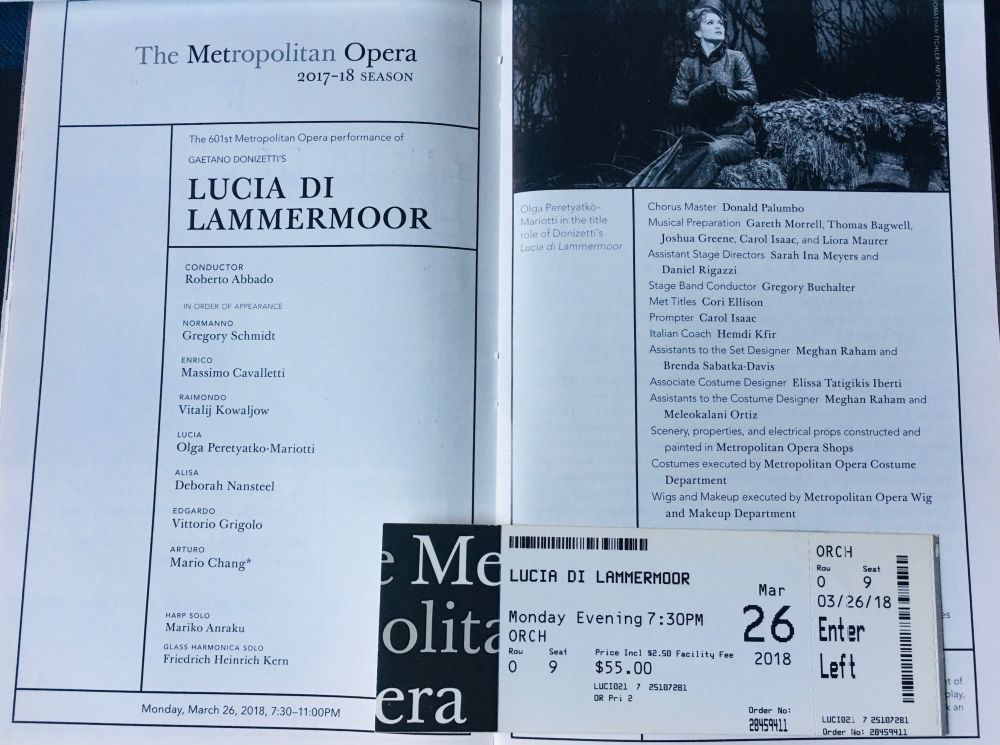 The Metropolitan Opera
2017–18 SEASON
The 601st Metropolitan Opera performance of
GAETANO DONIZETTI'S
LUCIA DI
LAMMERMOOR
CONDUCTOR
Roberto Abbado
IN ORDER OF APPEARANCE
NORMANNO
Gregory Schmidt
ENRICO
Massimo Cavalletti
RAIMONDO
Vitalij Kowaljow
LUCIA
Olga Peretyatko-Mariotti
ALISA
Deborah Nansteel
EDGARDO
Vittorio Grigolo
ARTURO
Mario Chang*
HARP SOLO
Mariko Anraku
GLASS HARMONICA SOLO
Friedrich Heinrich Kern
Monday, March 26, 2018, 7:30–11:00PM
Olga Peretyatko-
Mariotti in the title
role of Donizetti's
Lucia di Lammermoor
Chorus Master Donald Palumbo
Musical Preparation Gareth Morrell, Thomas Bagwell,
Joshua Greene, Carol Isaac, and Liora Maurer
Assistant Stage Directors Sarah Ina Meyers and
Daniel Rigazzi
Stage Band Conductor Gregory Buchalter
Met Titles Cori Ellison
Prompter Carol Isaac
Italian Coach Hemdi Kfir
Assistants to the Set Designer Meghan Raham and
Brenda Sabatka-Davis
Associate Costume Designer Elissa Tatigikis Iberti
Assistants to the Costume Designer Meghan Raham and
Meleokalani Ortiz
Scenery, properties, and electrical props constructed and
painted in Metropolitan Opera Shops
Costumes executed by Metropolitan Opera Costume
Department
Wigs and Makeup executed by Metropolitan Opera Wig
and Makeup Department
e Me
olita
era
LUCIA DI LAMMERMOOR
Monday Evening 7:30PM
ORCH
Row Seat
O 9
Price Incl $2.50 Facility Fee
$55.00
LUCI021 7 25107281
OR Pri 2
Mar
26
2018
Order No:
28459411
ORCH
Row Seat
O 9
03/26/18
Enter
Left
LUCI021 7 25107281
Order No: 28459411